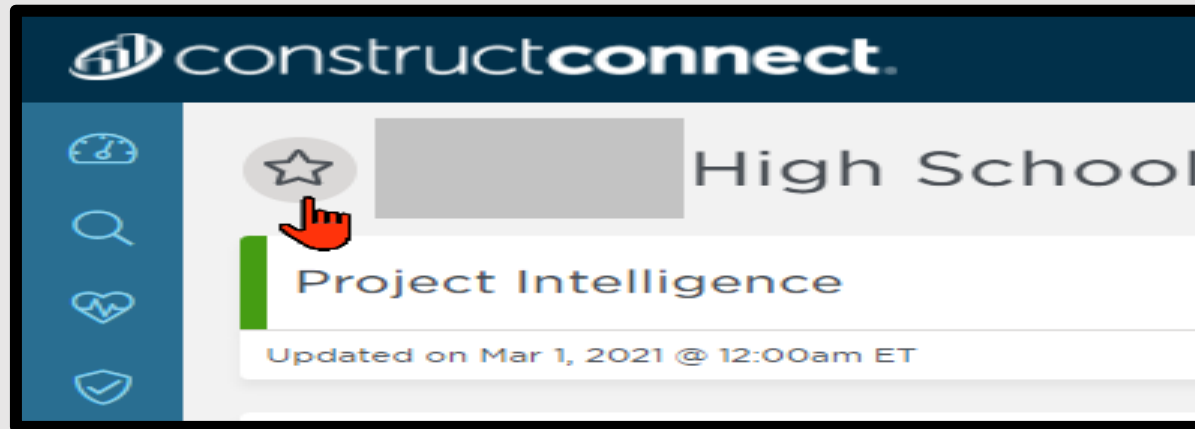 constructconnect.
High School
Project Intelligence
Updated on Mar 1, 2021 @ 12:00am ET